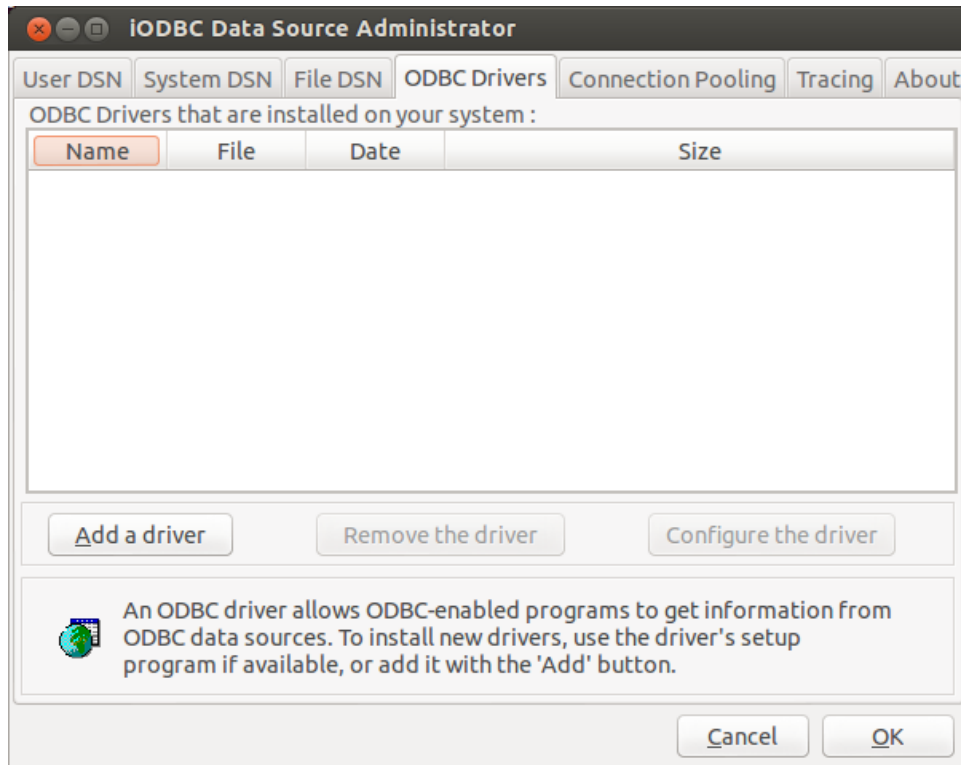 iODBC Data Source Administrator
User DSN System DSN File DSN ODBC Drivers Connection Pooling Tracing About
ODBC Drivers that are installed on your system :
Name File Date Size
Add a driver Remove the driver Configure the driver
An ODBC driver allows ODBC-enabled programs to get information from
ODBC data sources. To install new drivers, use the driver's setup
program if available, or add it with the 'Add' button.
Cancel OK